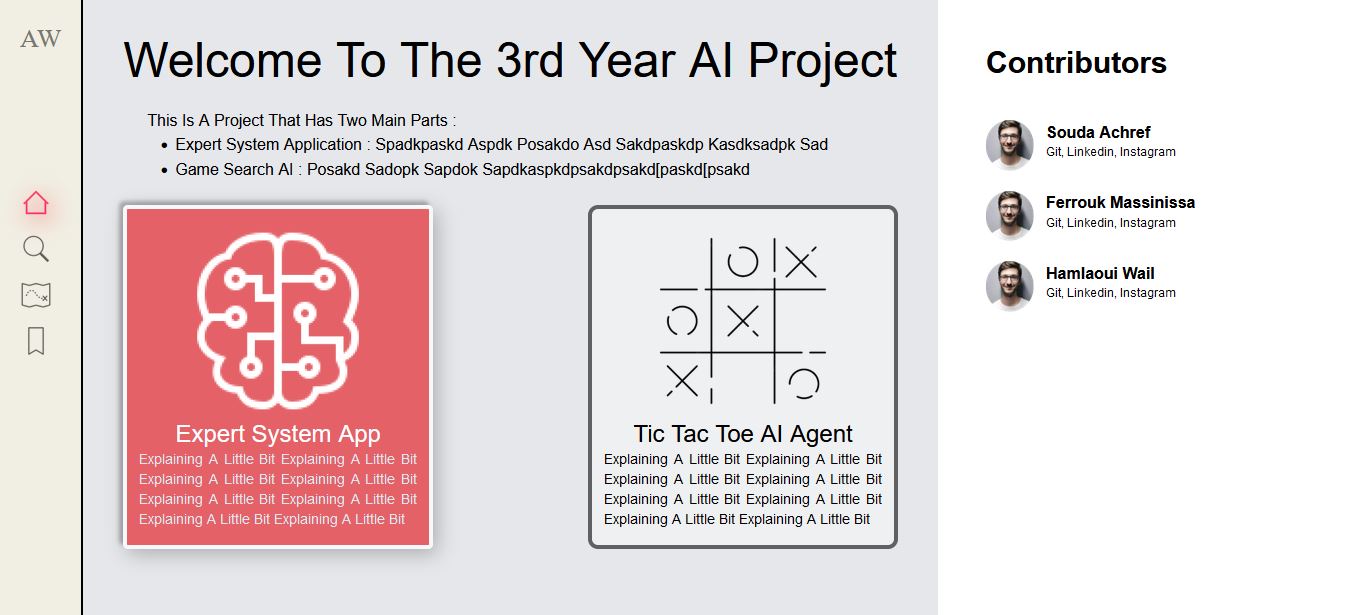 AW
Welcome To The 3rd Year AI Project
This Is A Project That Has Two Main Parts :
Expert System Application : Spadkpaskd Aspdk Posakdo Asd Sakdpaskdp Kasdksadpk Sad
Game Search AI : Posakd Sadopk Sapdok Sapdkaspkdpsakdpsakd[paskd[psakd
Expert System App
Explaining A Little Bit Explaining A Little Bit
Explaining A Little Bit Explaining A Little Bit
Explaining A Little Bit Explaining A Little Bit
Explaining A Little Bit Explaining A Little Bit
Tic Tac Toe AI Agent
Explaining A Little Bit Explaining A Little Bit
Explaining A Little Bit Explaining A Little Bit
Explaining A Little Bit Explaining A Little Bit
Explaining A Little Bit Explaining A Little Bit
Contributors
Souda Achref
Git, Linkedin, Instagram
Ferrouk Massinissa
Git, Linkedin, Instagram
Hamlaoui Wail
Git, Linkedin, Instagram